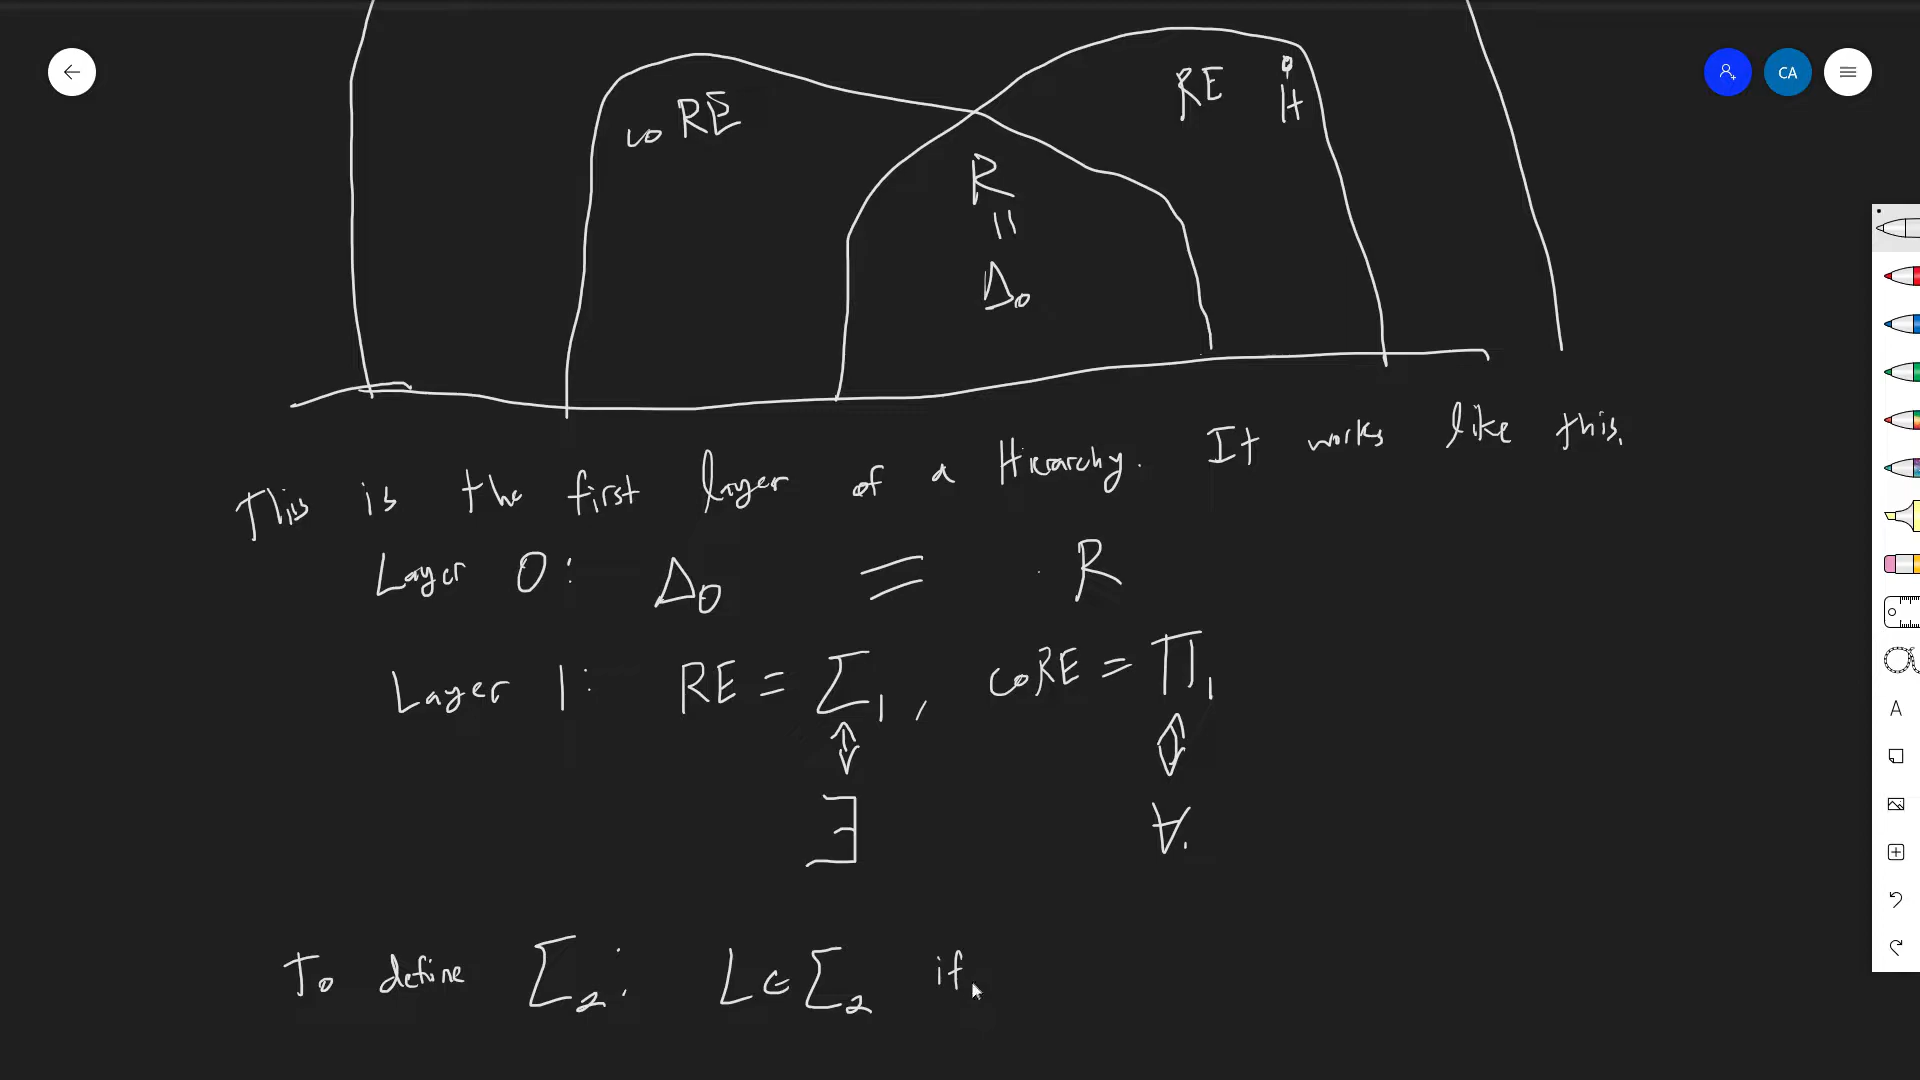 CA
coRE
RE
H
R
=
Δ₀
This is the first layer of a Hierarchy. It works like this.
Layer 0: Δ₀ = R
Layer 1: RE = Σ₁, coRE = Π₁
⇕ ⇕
∃ ∀.
To define Σ₂: L ∈ Σ₂ if
A